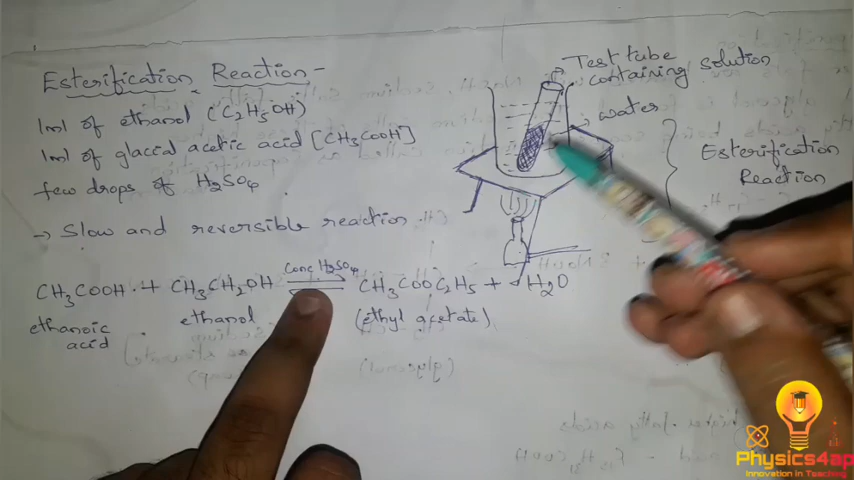 Esterification Reaction -
1ml of ethanol (C2H5OH)
1ml of glacial acetic acid [CH3COOH]
few drops of H2SO4
→ Slow and reversible reaction
conc H2SO4
CH3COOH + CH3CH2OH ⇌ CH3COOC2H5 + H2O
ethanoic acid
ethanol
(ethyl acetate)
Test tube
containing solution
water
Esterification
Reaction
Physics4ap
Innovation in Teaching